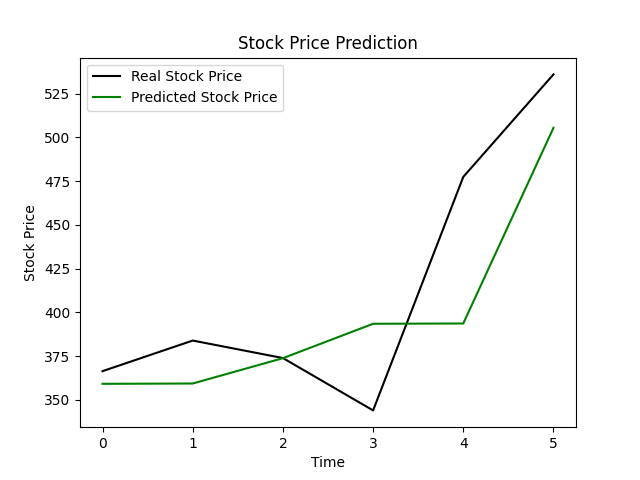 Stock Price Prediction
Real Stock Price
Predicted Stock Price
Stock Price
525
500
475
450
425
400
375
350
0 1 2 3 4 5
Time